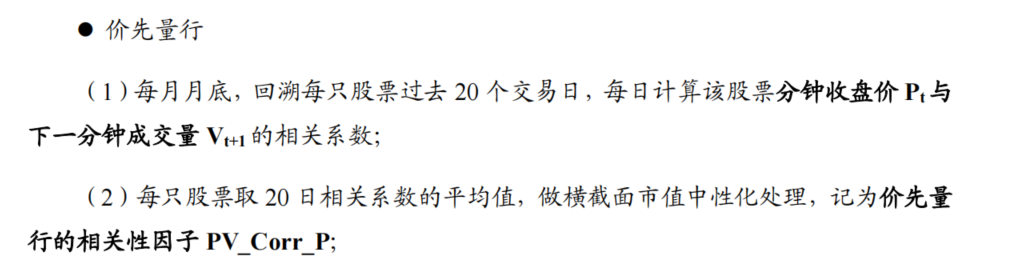 ● 价先量行
（1）每月月底，回溯每只股票过去 20 个交易日，每日计算该股票分钟收盘价 Pt 与
下一分钟成交量 Vt+1 的相关系数；
（2）每只股票取 20 日相关系数的平均值，做横截面市值中性化处理，记为价先量
行的相关性因子 PV_Corr_P；